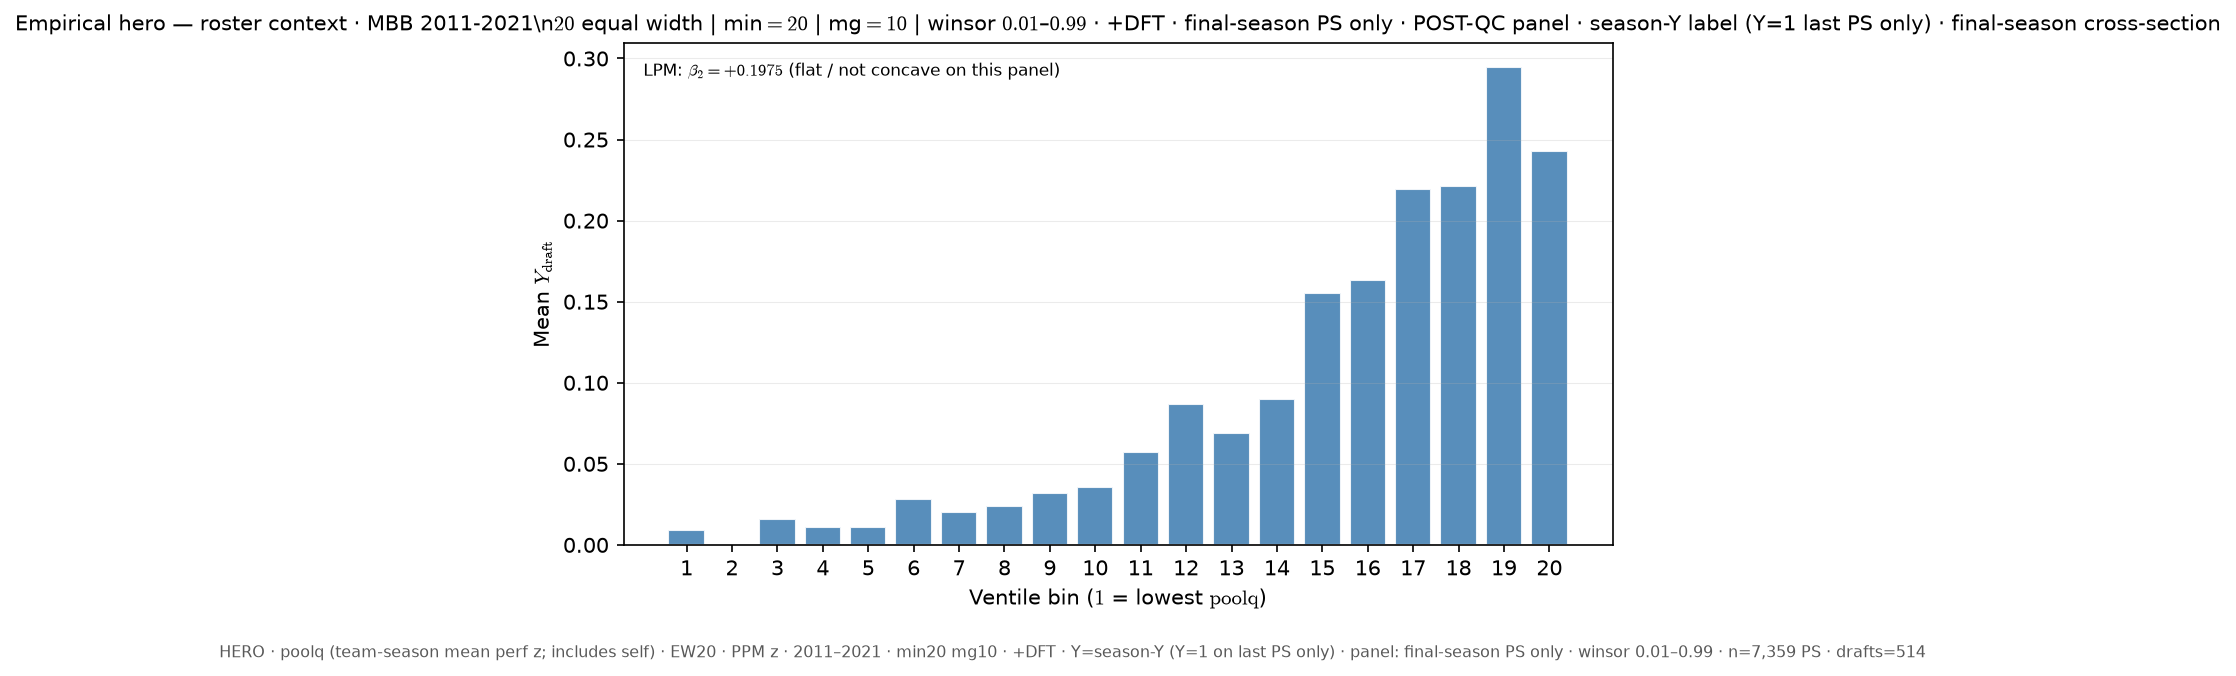 Empirical hero — roster context · MBB 2011-2021\n20 equal width | min = 20 | mg = 10 | winsor 0.01–0.99 · +DFT · final-season PS only · POST-QC panel · season-Y label (Y=1 last PS only) · final-season cross-section
LPM: β₂ = +0.1975 (flat / not concave on this panel)
0.30
0.25
0.20
0.15
0.10
0.05
0.00
Mean Y_draft
1 2 3 4 5 6 7 8 9 10 11 12 13 14 15 16 17 18 19 20
Ventile bin (1 = lowest poolq)
HERO · poolq (team-season mean perf z; includes self) · EW20 · PPM z · 2011–2021 · min20 mg10 · +DFT · Y=season-Y (Y=1 on last PS only) · panel: final-season PS only · winsor 0.01–0.99 · n=7,359 PS · drafts=514